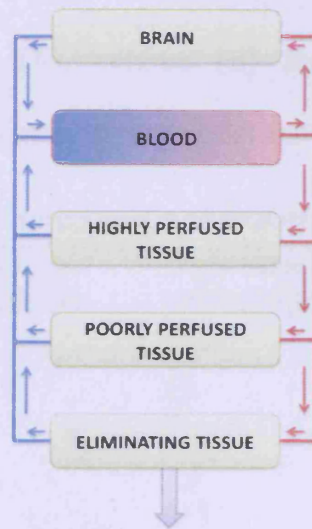 BRAIN
BLOOD
HIGHLY PERFUSED
TISSUE
POORLY PERFUSED
TISSUE
ELIMINATING TISSUE